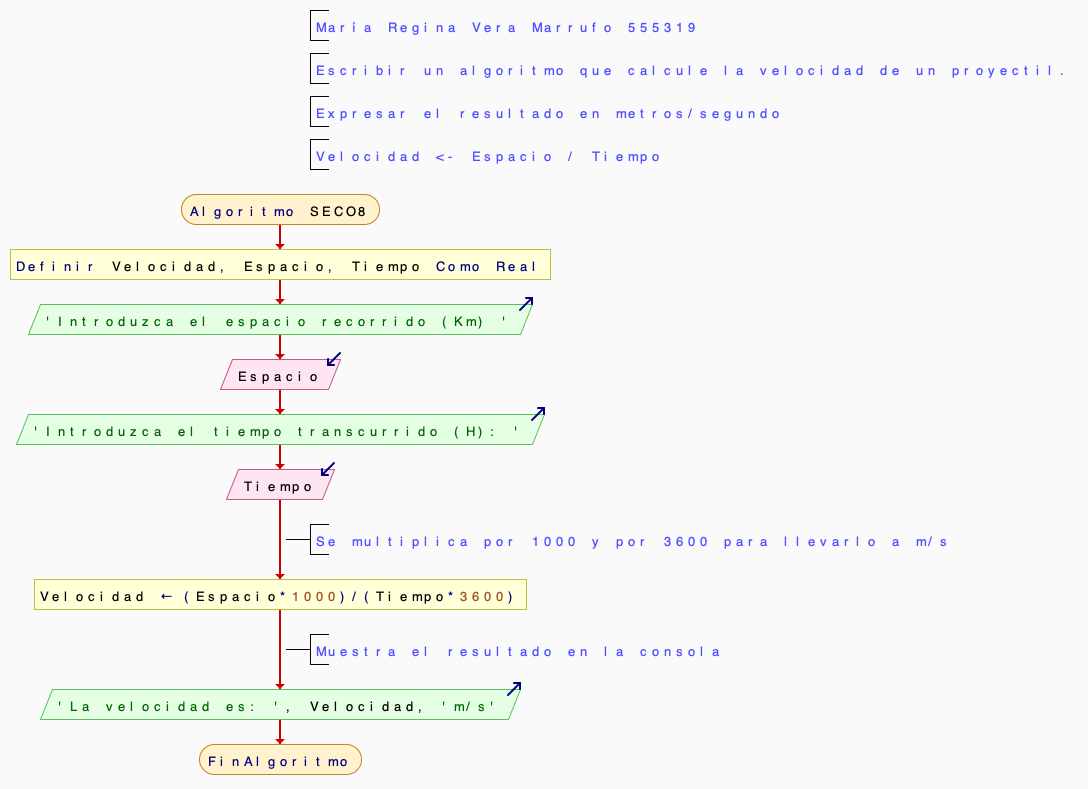 María Regina Vera Marrufo 555319
Escribir un algoritmo que calcule la velocidad de un proyectil.
Expresar el resultado en metros/segundo
Velocidad <- Espacio / Tiempo
Algoritmo SECO8
Definir Velocidad, Espacio, Tiempo Como Real
'Introduzca el espacio recorrido (Km) '
Espacio
'Introduzca el tiempo transcurrido (H): '
Tiempo
Se multiplica por 1000 y por 3600 para llevarlo a m/s
Velocidad ← (Espacio*1000)/(Tiempo*3600)
Muestra el resultado en la consola
'La velocidad es: ', Velocidad, 'm/s'
FinAlgoritmo